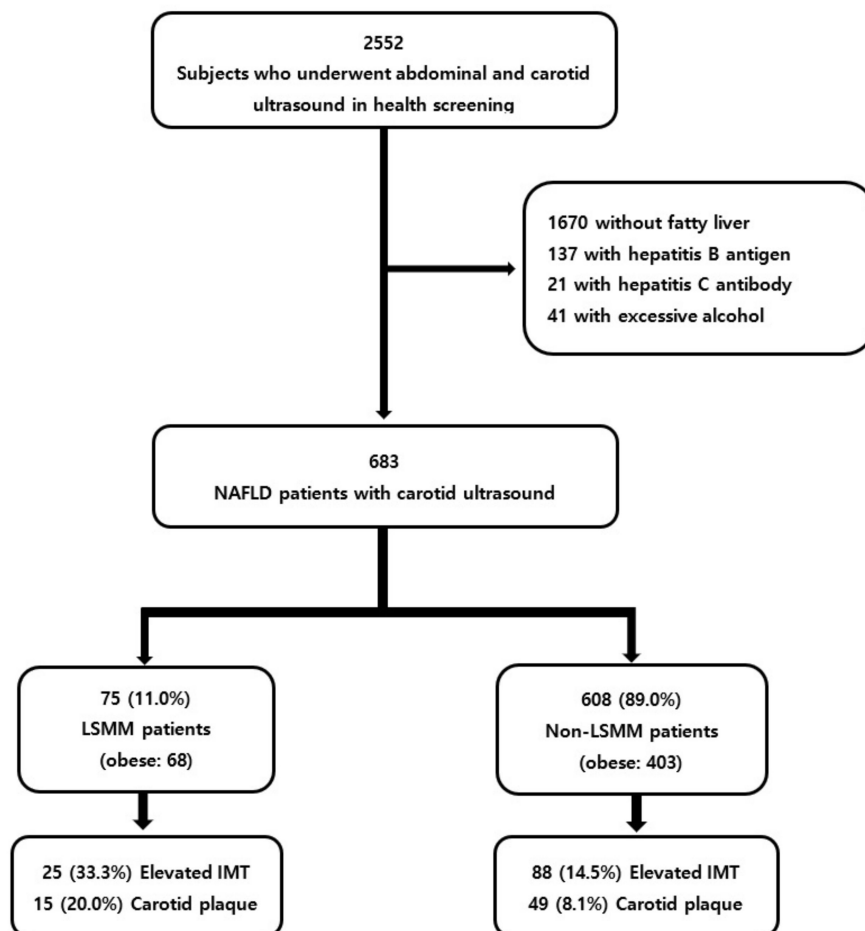 2552
Subjects who underwent abdominal and carotid
ultrasound in health screening
1670 without fatty liver
137 with hepatitis B antigen
21 with hepatitis C antibody
41 with excessive alcohol
683
NAFLD patients with carotid ultrasound
75 (11.0%)
LSMM patients
(obese: 68)
608 (89.0%)
Non-LSMM patients
(obese: 403)
25 (33.3%) Elevated IMT
15 (20.0%) Carotid plaque
88 (14.5%) Elevated IMT
49 (8.1%) Carotid plaque